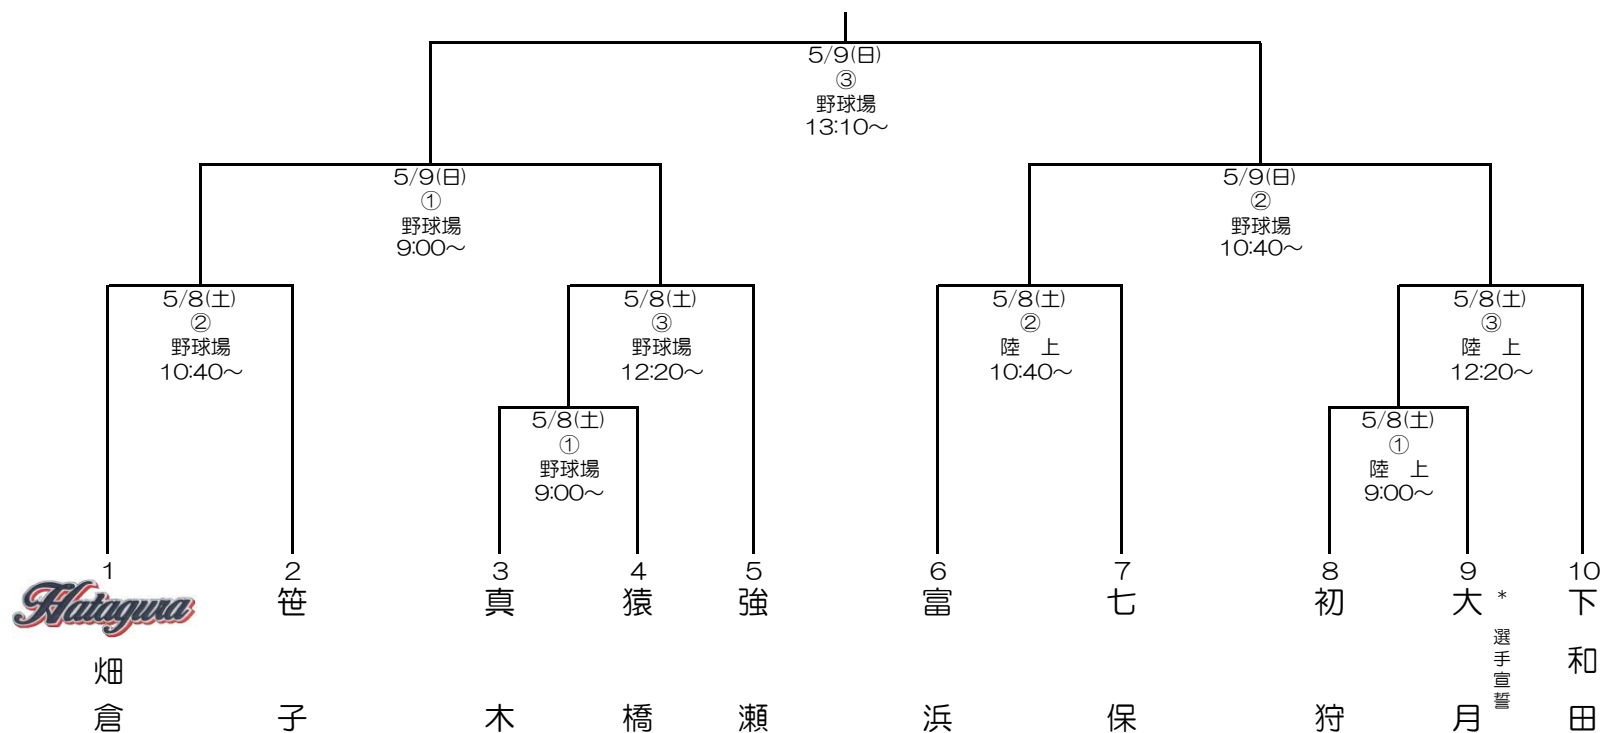 5/9(日)
③
野球場
13:10～
5/9(日)
①
野球場
9:00～
5/9(日)
②
野球場
10:40～
5/8(土)
②
野球場
10:40～
5/8(土)
③
野球場
12:20～
5/8(土)
②
陸　上
10:40～
5/8(土)
③
陸　上
12:20～
5/8(土)
①
野球場
9:00～
5/8(土)
①
陸　上
9:00～
1
Hatagura
畑倉
2
笹子
3
真木
4
猿橋
5
強瀬
6
富浜
7
七保
8
初狩
9
大月
*選手宣誓
10
下和田